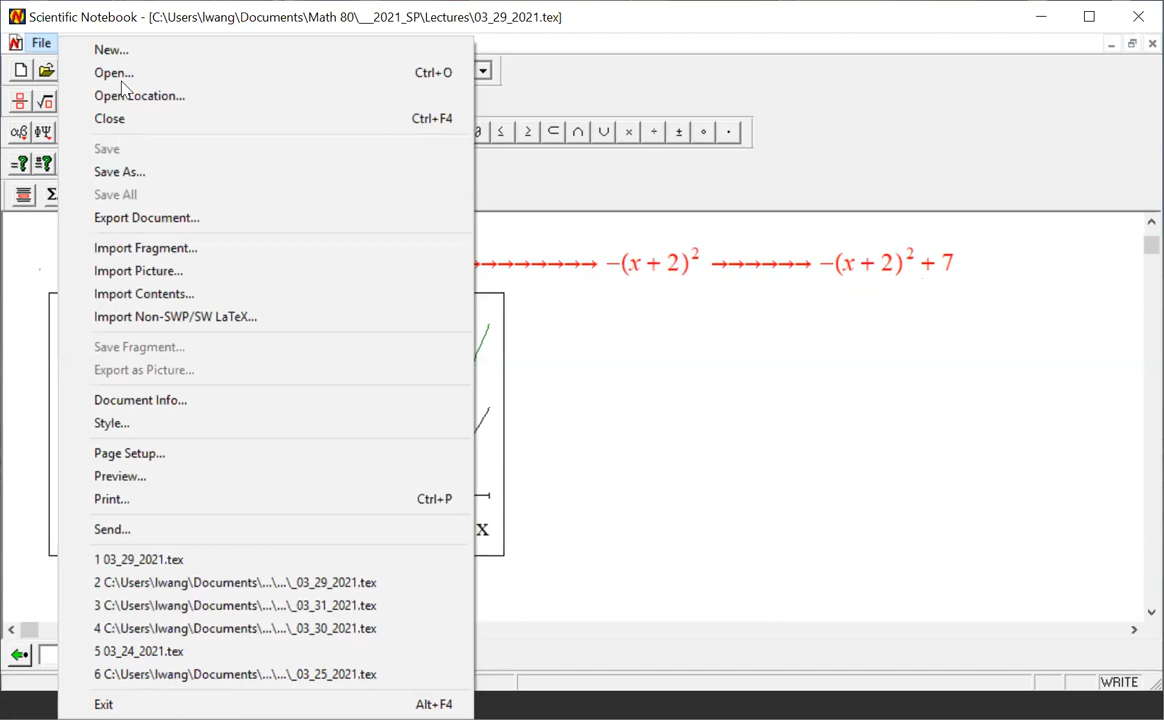 Scientific Notebook - [C:\Users\lwang\Documents\Math 80\__2021_SP\Lectures\03_29_2021.tex]
File
New...
Open... Ctrl+O
Open Location...
Close Ctrl+F4
Save
Save As...
Save All
Export Document...
Import Fragment...
Import Picture...
Import Contents...
Import Non-SWP/SW LaTeX...
Save Fragment...
Export as Picture...
Document Info...
Style...
Page Setup...
Preview...
Print... Ctrl+P
Send...
1 03_29_2021.tex
2 C:\Users\lwang\Documents\...\...\_03_29_2021.tex
3 C:\Users\lwang\Documents\...\...\_03_31_2021.tex
4 C:\Users\lwang\Documents\...\...\_03_30_2021.tex
5 03_24_2021.tex
6 C:\Users\lwang\Documents\...\...\_03_25_2021.tex
Exit Alt+F4
αβ ΦΨ ≤ ≥ ⊂ ∩ ∪ × ÷ ± ∘ ·
=? ≡?
Σ
→→→→→→→→ −(x + 2)² →→→→→→ −(x + 2)² + 7
x
WRITE